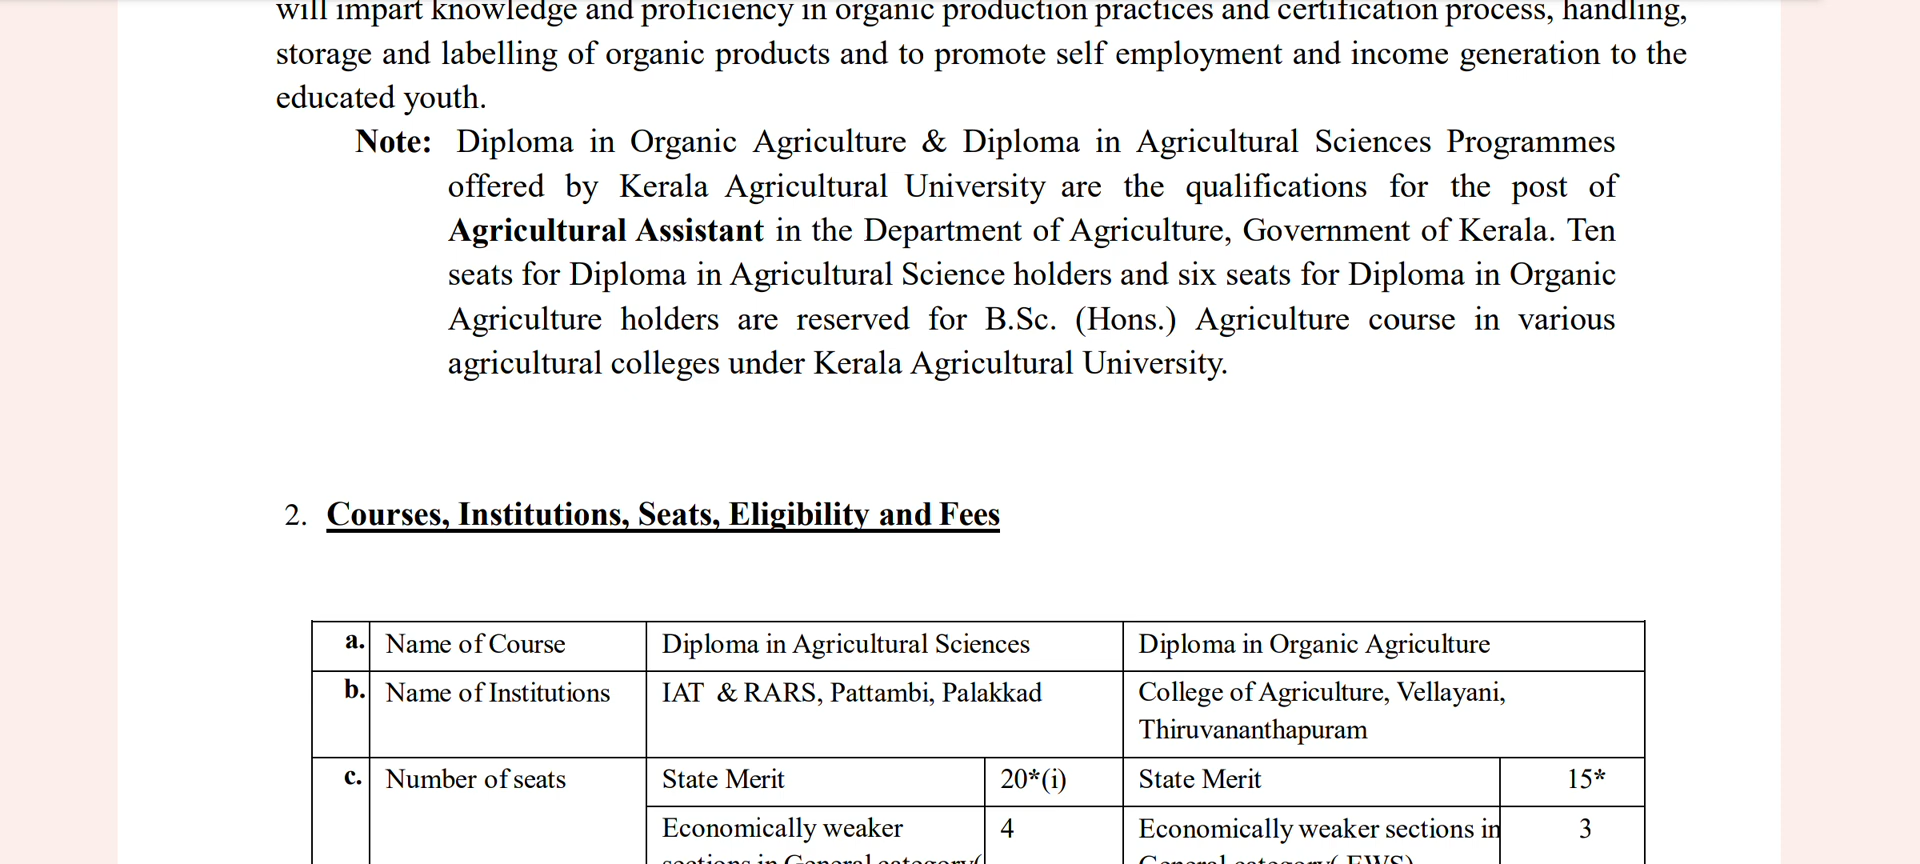 will impart knowledge and proficiency in organic production practices and certification process, handling,
storage and labelling of organic products and to promote self employment and income generation to the
educated youth.
Note: Diploma in Organic Agriculture & Diploma in Agricultural Sciences Programmes
offered by Kerala Agricultural University are the qualifications for the post of
Agricultural Assistant in the Department of Agriculture, Government of Kerala. Ten
seats for Diploma in Agricultural Science holders and six seats for Diploma in Organic
Agriculture holders are reserved for B.Sc. (Hons.) Agriculture course in various
agricultural colleges under Kerala Agricultural University.
2. Courses, Institutions, Seats, Eligibility and Fees
a. Name of Course Diploma in Agricultural Sciences Diploma in Organic Agriculture
b. Name of Institutions IAT & RARS, Pattambi, Palakkad College of Agriculture, Vellayani,
Thiruvananthapuram
c. Number of seats State Merit 20*(i) State Merit 15*
Economically weaker 4 Economically weaker sections in 3
sections in General category( General category( EWS)